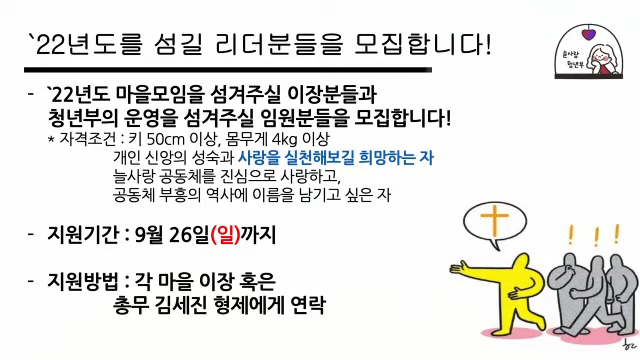 `22년도를 섬길 리더분들을 모집합니다!
늘사랑
청년부
- `22년도 마을모임을 섬겨주실 이장분들과
청년부의 운영을 섬겨주실 임원분들을 모집합니다!
* 자격조건 : 키 50cm 이상, 몸무게 4kg 이상
개인 신앙의 성숙과 사랑을 실천해보길 희망하는 자
늘사랑 공동체를 진심으로 사랑하고,
공동체 부흥의 역사에 이름을 남기고 싶은 자
- 지원기간 : 9월 26일(일)까지
! ! !
- 지원방법 : 각 마을 이장 혹은
총무 김세진 형제에게 연락